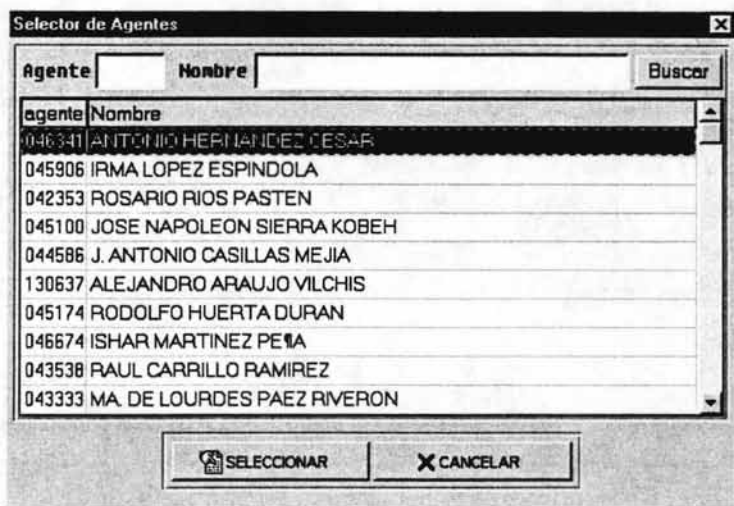 Selector de Agentes
Agente Nombre Buscar
agente Nombre
046341 ANTONIO HERNANDEZ CESAR
045906 IRMA LOPEZ ESPINDOLA
042353 ROSARIO RIOS PASTEN
045100 JOSE NAPOLEON SIERRA KOBEH
044586 J. ANTONIO CASILLAS MEJIA
130637 ALEJANDRO ARAUJO VILCHIS
045174 RODOLFO HUERTA DURAN
046674 ISHAR MARTINEZ PE¶A
043538 RAUL CARRILLO RAMIREZ
043333 MA. DE LOURDES PAEZ RIVERON
SELECCIONAR CANCELAR